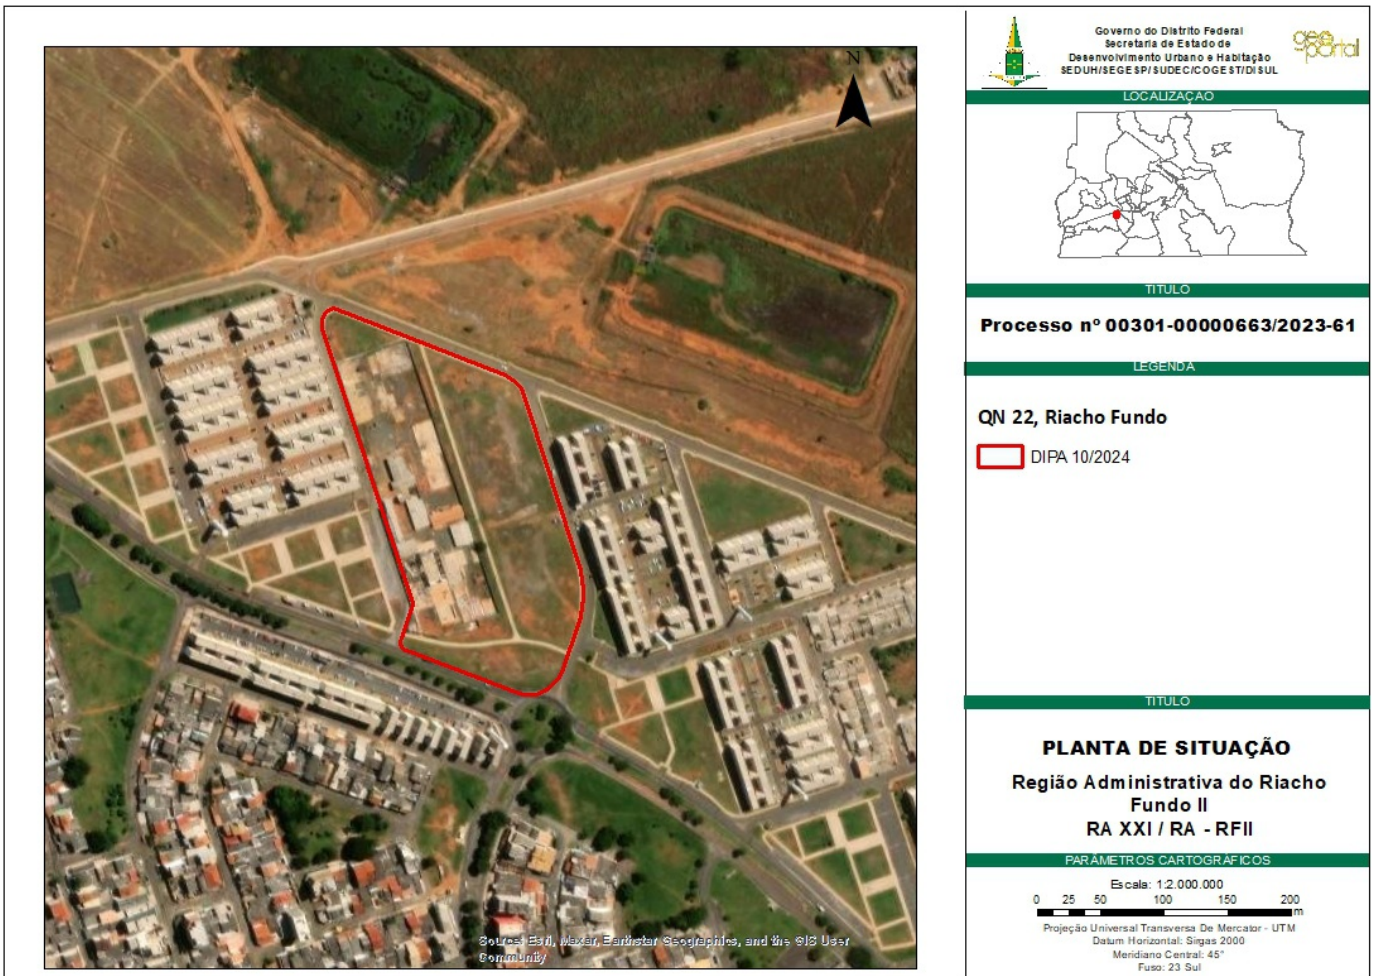 N
Source: Esri, Maxar, Earthstar Geographics, and the GIS User
Community
Governo do Distrito Federal
Secretaria de Estado de
Desenvolvimento Urbano e Habitação
SEDUH/SEGESP/SUDEC/COGEST/DISUL
geo
portal
LOCALIZAÇÃO
TITULO
Processo nº 00301-00000663/2023-61
LEGENDA
QN 22, Riacho Fundo
DIPA 10/2024
TITULO
PLANTA DE SITUAÇÃO
Região Administrativa do Riacho
Fundo II
RA XXI / RA - RFII
PARÂMETROS CARTOGRÁFICOS
Escala: 1:2.000.000
0 25 50 100 150 200
m
Projeção Universal Transversa De Mercator - UTM
Datum Horizontal: Sirgas 2000
Meridiano Central: 45°
Fuso: 23 Sul